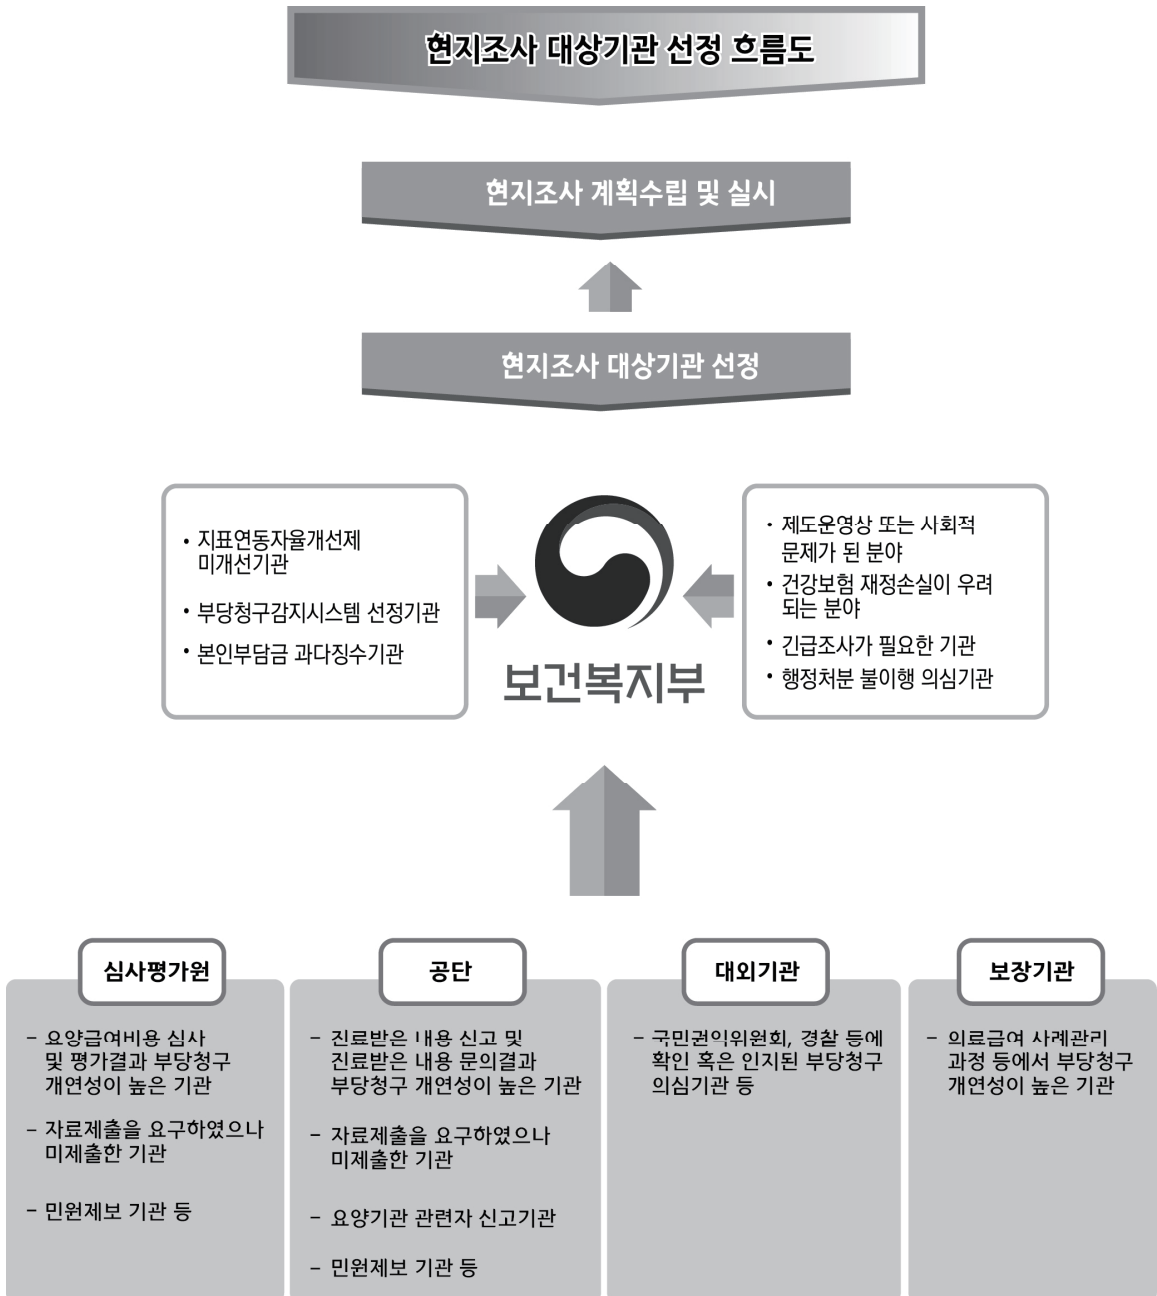 현지조사 대상기관 선정 흐름도
현지조사 계획수립 및 실시
현지조사 대상기관 선정
• 지표연동자율개선제
미개선기관
• 부당청구감지시스템 선정기관
• 본인부담금 과다징수기관
보건복지부
• 제도운영상 또는 사회적
문제가 된 분야
• 건강보험 재정손실이 우려
되는 분야
• 긴급조사가 필요한 기관
• 행정처분 불이행 의심기관
심사평가원
– 요양급여비용 심사
및 평가결과 부당청구
개연성이 높은 기관
– 자료제출을 요구하였으나
미제출한 기관
– 민원제보 기관 등
공단
– 진료받은 내용 신고 및
진료받은 내용 문의결과
부당청구 개연성이 높은 기관
– 자료제출을 요구하였으나
미제출한 기관
– 요양기관 관련자 신고기관
– 민원제보 기관 등
대외기관
– 국민권익위원회, 경찰 등에
확인 혹은 인지된 부당청구
의심기관 등
보장기관
– 의료급여 사례관리
과정 등에서 부당청구
개연성이 높은 기관